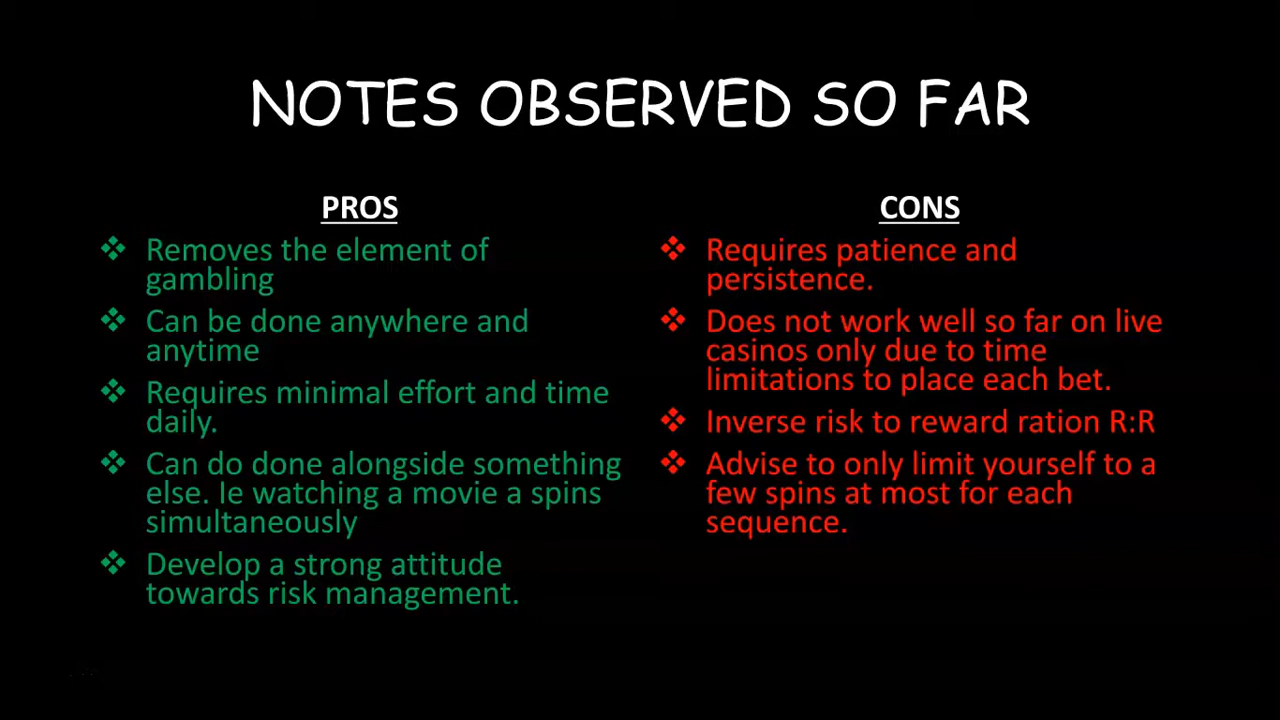 NOTES OBSERVED SO FAR
PROS
Removes the element of
gambling
Can be done anywhere and
anytime
Requires minimal effort and time
daily.
Can do done alongside something
else. Ie watching a movie a spins
simultaneously
Develop a strong attitude
towards risk management.
CONS
Requires patience and
persistence.
Does not work well so far on live
casinos only due to time
limitations to place each bet.
Inverse risk to reward ration R:R
Advise to only limit yourself to a
few spins at most for each
sequence.